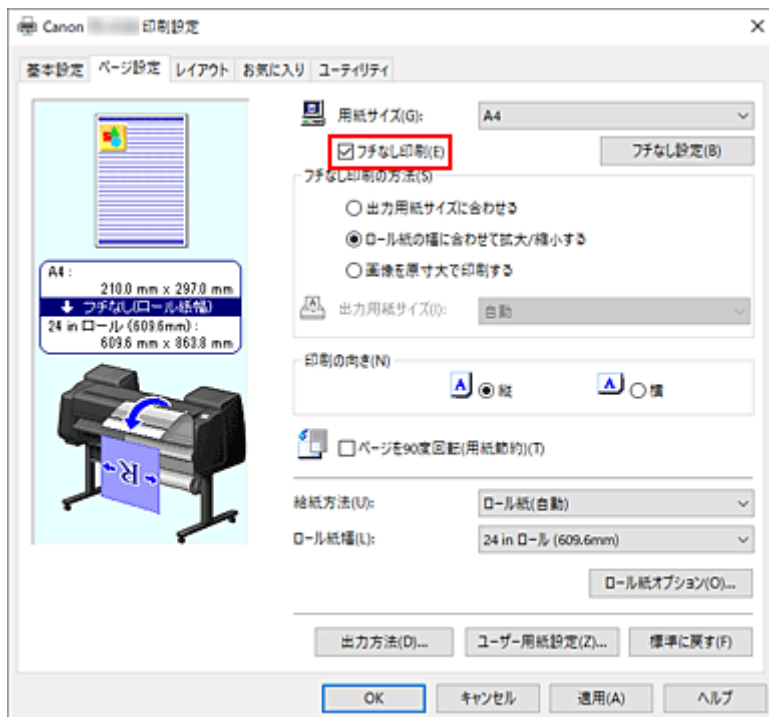 Canon 印刷設定
基本設定 ページ設定 レイアウト お気に入り ユーティリティ
用紙サイズ(G): A4
フチなし印刷(E) フチなし設定(B)
フチなし印刷の方法(S)
出力用紙サイズに合わせる
ロール紙の幅に合わせて拡大/縮小する
画像を原寸大で印刷する
出力用紙サイズ(I): 自動
A4 :
210.0 mm x 297.0 mm
フチなし(ロール紙幅)
24 in ロール (609.6mm) :
609.6 mm x 863.8 mm
印刷の向き(N)
A 縦 A 横
ページを90度回転(用紙節約)(T)
R
給紙方法(U): ロール紙(自動)
ロール紙幅(L): 24 in ロール (609.6mm)
ロール紙オプション(O)...
出力方法(D)... ユーザー用紙設定(Z)... 標準に戻す(F)
OK キャンセル 適用(A) ヘルプ